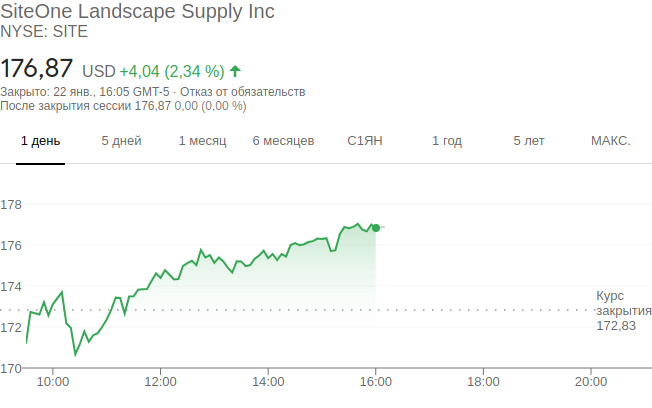 SiteOne Landscape Supply Inc
NYSE: SITE
176,87 USD +4,04 (2,34 %)
Закрыто: 22 янв., 16:05 GMT-5 · Отказ от обязательств
После закрытия сессии 176,87 0,00 (0,00 %)
1 день 5 дней 1 месяц 6 месяцев С1ЯН 1 год 5 лет МАКС.
178
176
174
Курс
закрытия
172,83
172
170
10:00 12:00 14:00 16:00 18:00 20:00